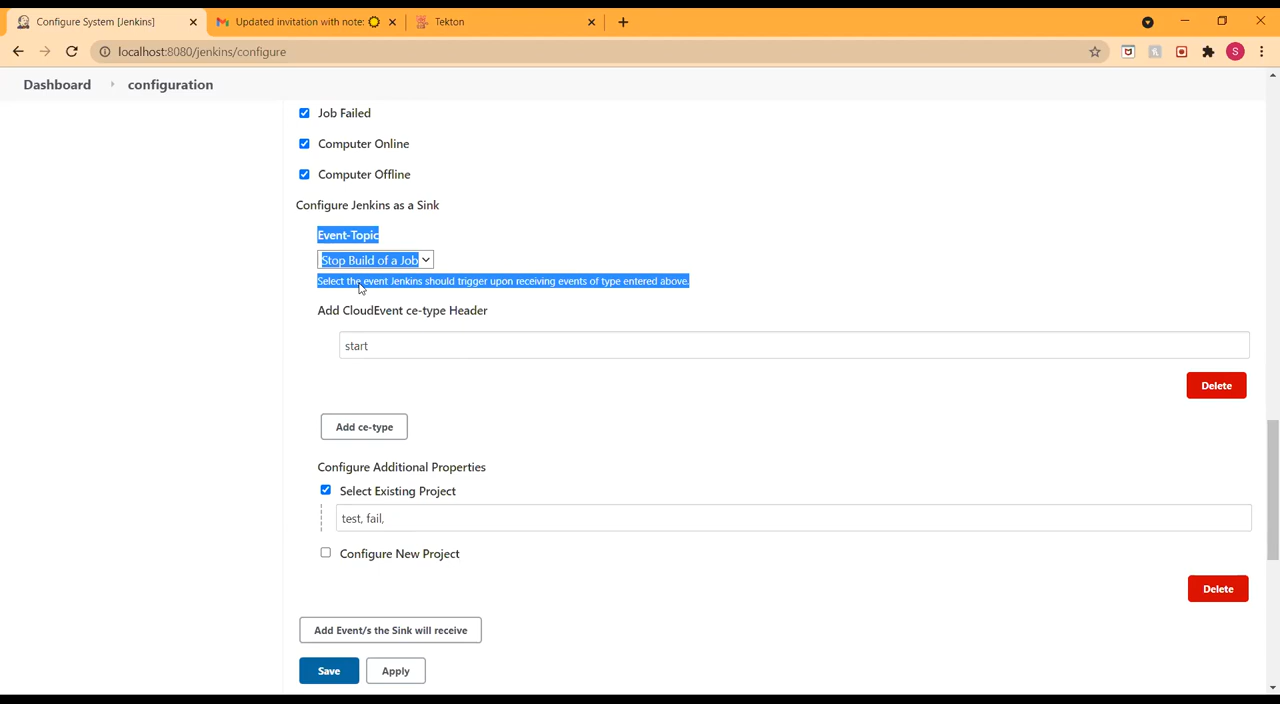 Configure System [Jenkins]
Updated invitation with note:
Tekton
localhost:8080/jenkins/configure
S
Dashboard
configuration
Job Failed
Computer Online
Computer Offline
Configure Jenkins as a Sink
Event-Topic
Stop Build of a Job
Select the event Jenkins should trigger upon receiving events of type entered above.
Add CloudEvent ce-type Header
start
Delete
Add ce-type
Configure Additional Properties
Select Existing Project
test, fail,
Configure New Project
Delete
Add Event/s the Sink will receive
Save
Apply